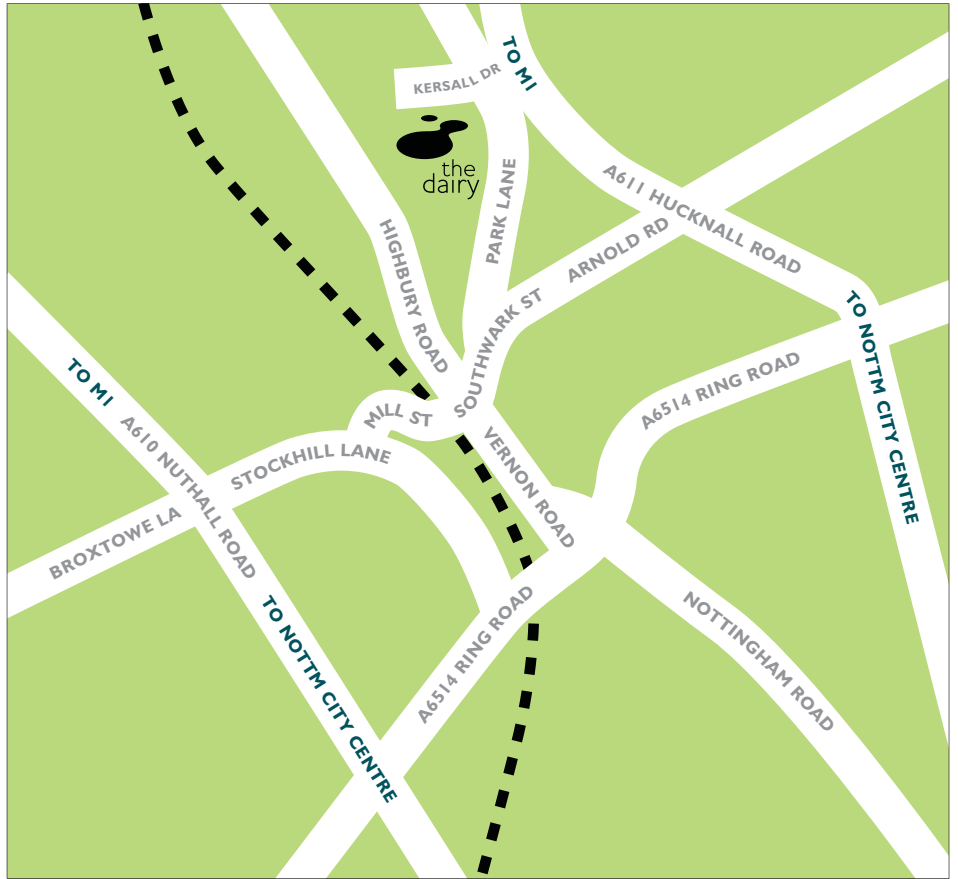 TO M1
KERSALL DR
the
dairy
PARK LANE
A611 HUCKNALL ROAD
HIGHBURY ROAD
ARNOLD RD
SOUTHWARK ST
TO NOTTM CITY CENTRE
A6514 RING ROAD
TO M1
MILL ST
A610 NUTHALL ROAD
STOCKHILL LANE
VERNON ROAD
BROXTOWE LA
TO NOTTM CITY CENTRE
A6514 RING ROAD
NOTTINGHAM ROAD